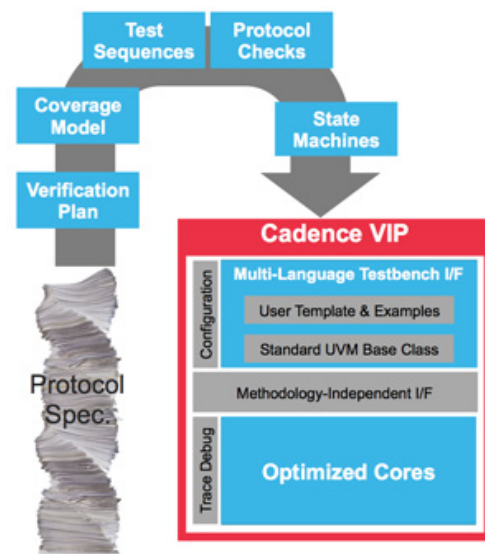 Test
Sequences
Protocol
Checks
Coverage
Model
State
Machines
Verification
Plan
Protocol
Spec.
Cadence VIP
Configuration
Multi-Language Testbench I/F
User Template & Examples
Standard UVM Base Class
Methodology-Independent I/F
Trace Debug
Optimized Cores